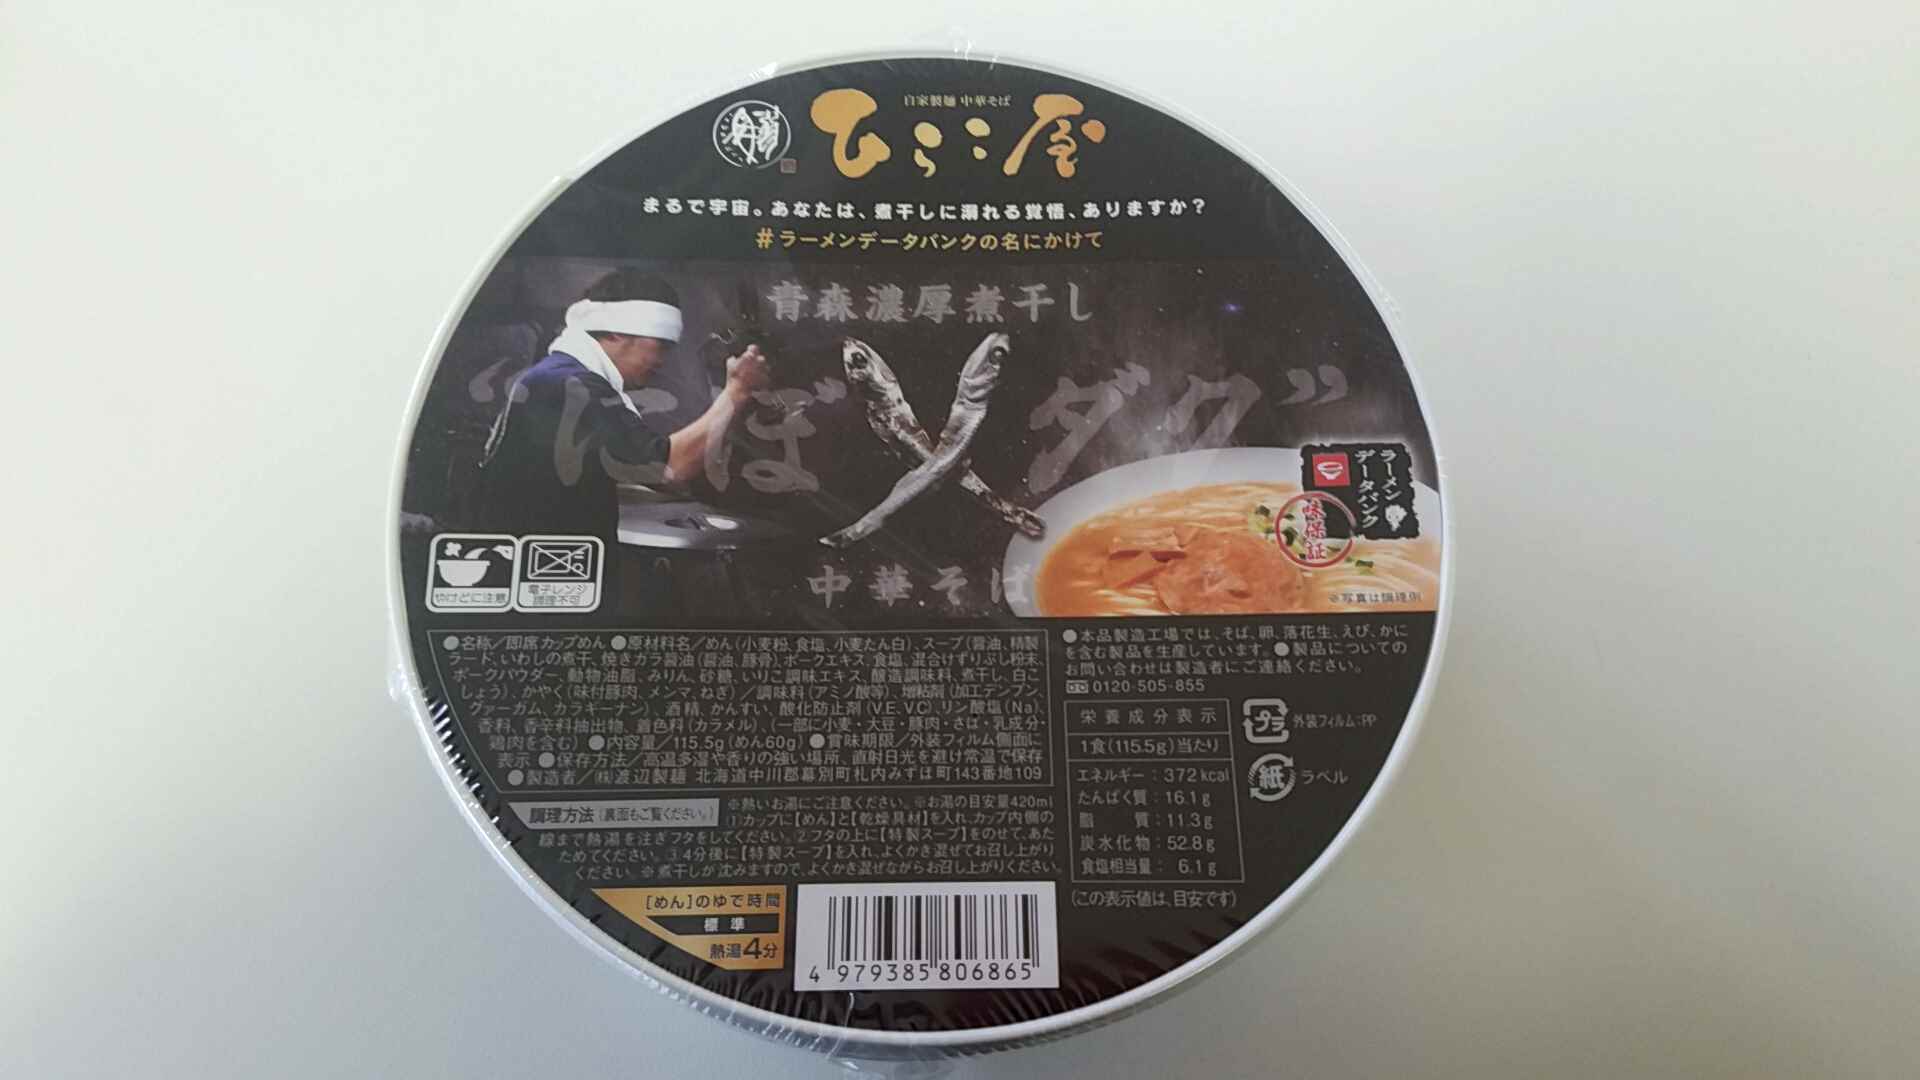 自家製麺 中華そば
ひらこ屋
まるで宇宙。あなたは、煮干しに溺れる覚悟、ありますか?
#ラーメンデータバンクの名にかけて
青森濃厚煮干し
“にぼダク”
ラーメン
データバンク
味保証
中華そば
※写真は調理例
やけどに注意
電子レンジ
調理不可
●名称/即席カップめん ●原材料名/めん(小麦粉、食塩、小麦たん白)、スープ(醤油、精製
ラード、いわしの煮干、焼きガラ醤油(醤油、豚骨)、ポークエキス、食塩、混合けずりぶし粉末、
ポークパウダー、動物油脂、みりん、砂糖、いりこ調味エキス、醸造調味料、煮干し、白こ
しょう)、かやく(味付豚肉、メンマ、ねぎ)/調味料(アミノ酸等)、増粘剤(加工デンプン、
グァーガム、カラギーナン)、酒精、かんすい、酸化防止剤(V.E、V.C)、リン酸塩(Na)、
香料、香辛料抽出物、着色料(カラメル)、(一部に小麦・大豆・豚肉・さば・乳成分・
鶏肉を含む) ●内容量/115.5g(めん60g) ●賞味期限/外装フィルム側面に
表示 ●保存方法/高温多湿や香りの強い場所、直射日光を避け常温で保存
●製造者/㈱渡辺製麺 北海道中川郡幕別町札内みずほ町143番地109
●本品製造工場では、そば、卵、落花生、えび、かに
を含む製品を生産しています。●製品についての
お問い合わせは製造者にご連絡ください。
0120-505-855
栄養成分表示
1食(115.5g)当たり
エネルギー:372kcal
たんぱく質:16.1g
脂質:11.3g
炭水化物:52.8g
食塩相当量:6.1g
(この表示値は、目安です)
プラ
外装フィルム:PP
紙
ラベル
調理方法(裏面もご覧ください。)
※熱いお湯にご注意ください。※お湯の目安量420ml
①カップに【めん】と【乾燥具材】を入れ、カップ内側の
線まで熱湯を注ぎフタをしてください。②フタの上に【特製スープ】をのせて、あた
ためてください。③4分後に【特製スープ】を入れ、よくかき混ぜてお召し上がり
ください。※煮干しが沈みますので、よくかき混ぜながらお召し上がりください。
[めん]のゆで時間
標準
熱湯4分
4 979385 806865